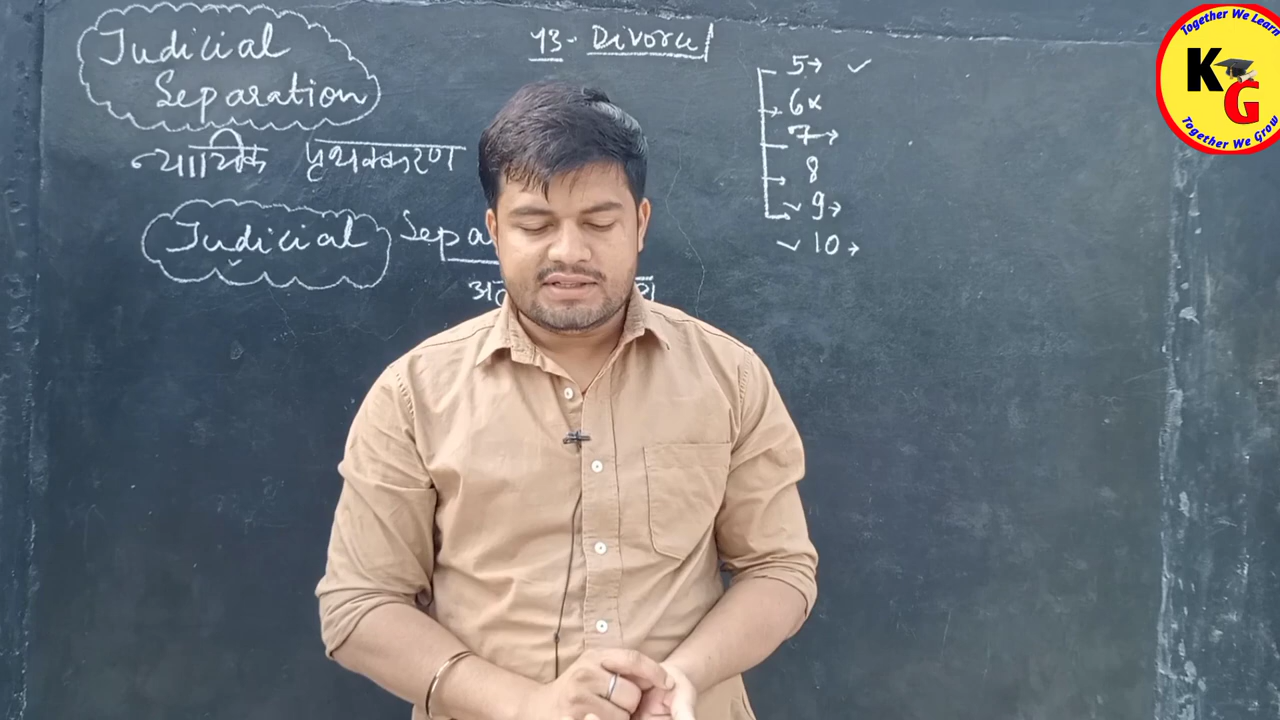 Judicial
Separation
न्यायिक पृथक्करण
Judicial Sepa
13 - Divorce
5→ ✓
→ 6×
7→
→ 8
✓ 9→
✓ 10→
Together We Learn
KG
Together We Grow